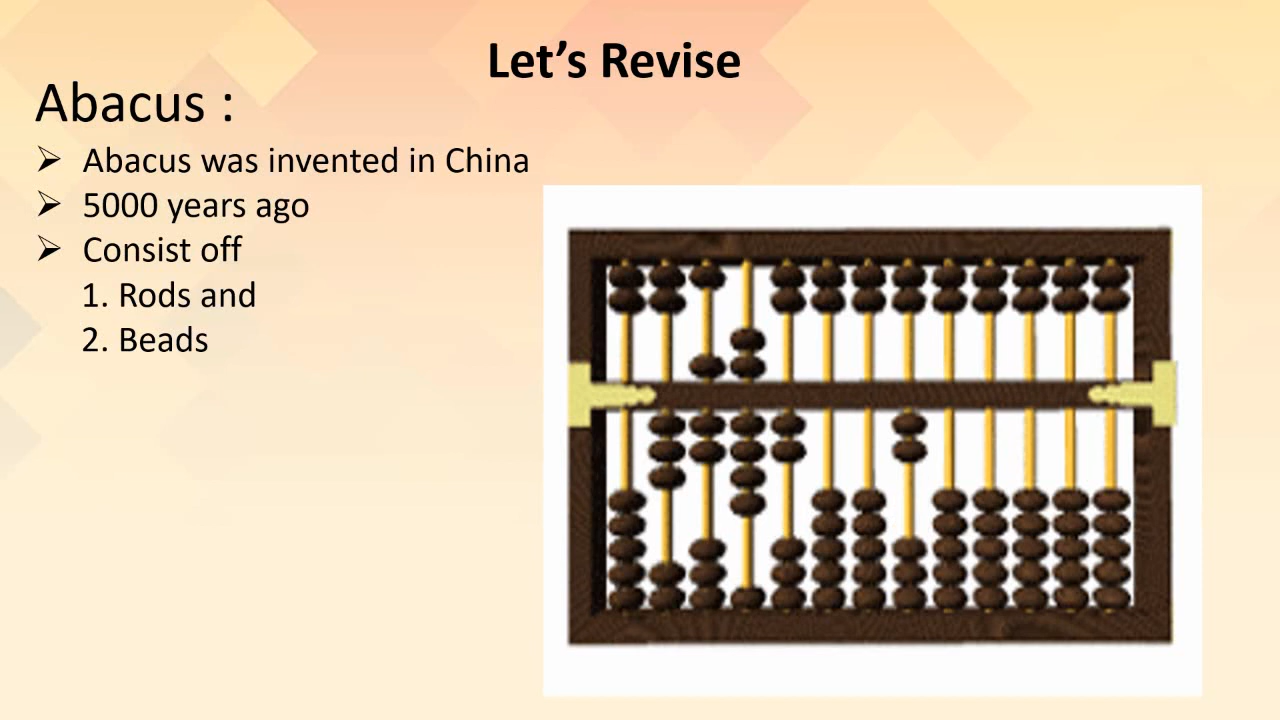 Let’s Revise
Abacus :
➢ Abacus was invented in China
➢ 5000 years ago
➢ Consist off
1. Rods and
2. Beads